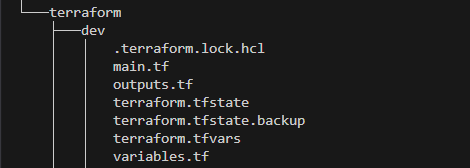 terraform
dev
.terraform.lock.hcl
main.tf
outputs.tf
terraform.tfstate
terraform.tfstate.backup
terraform.tfvars
variables.tf